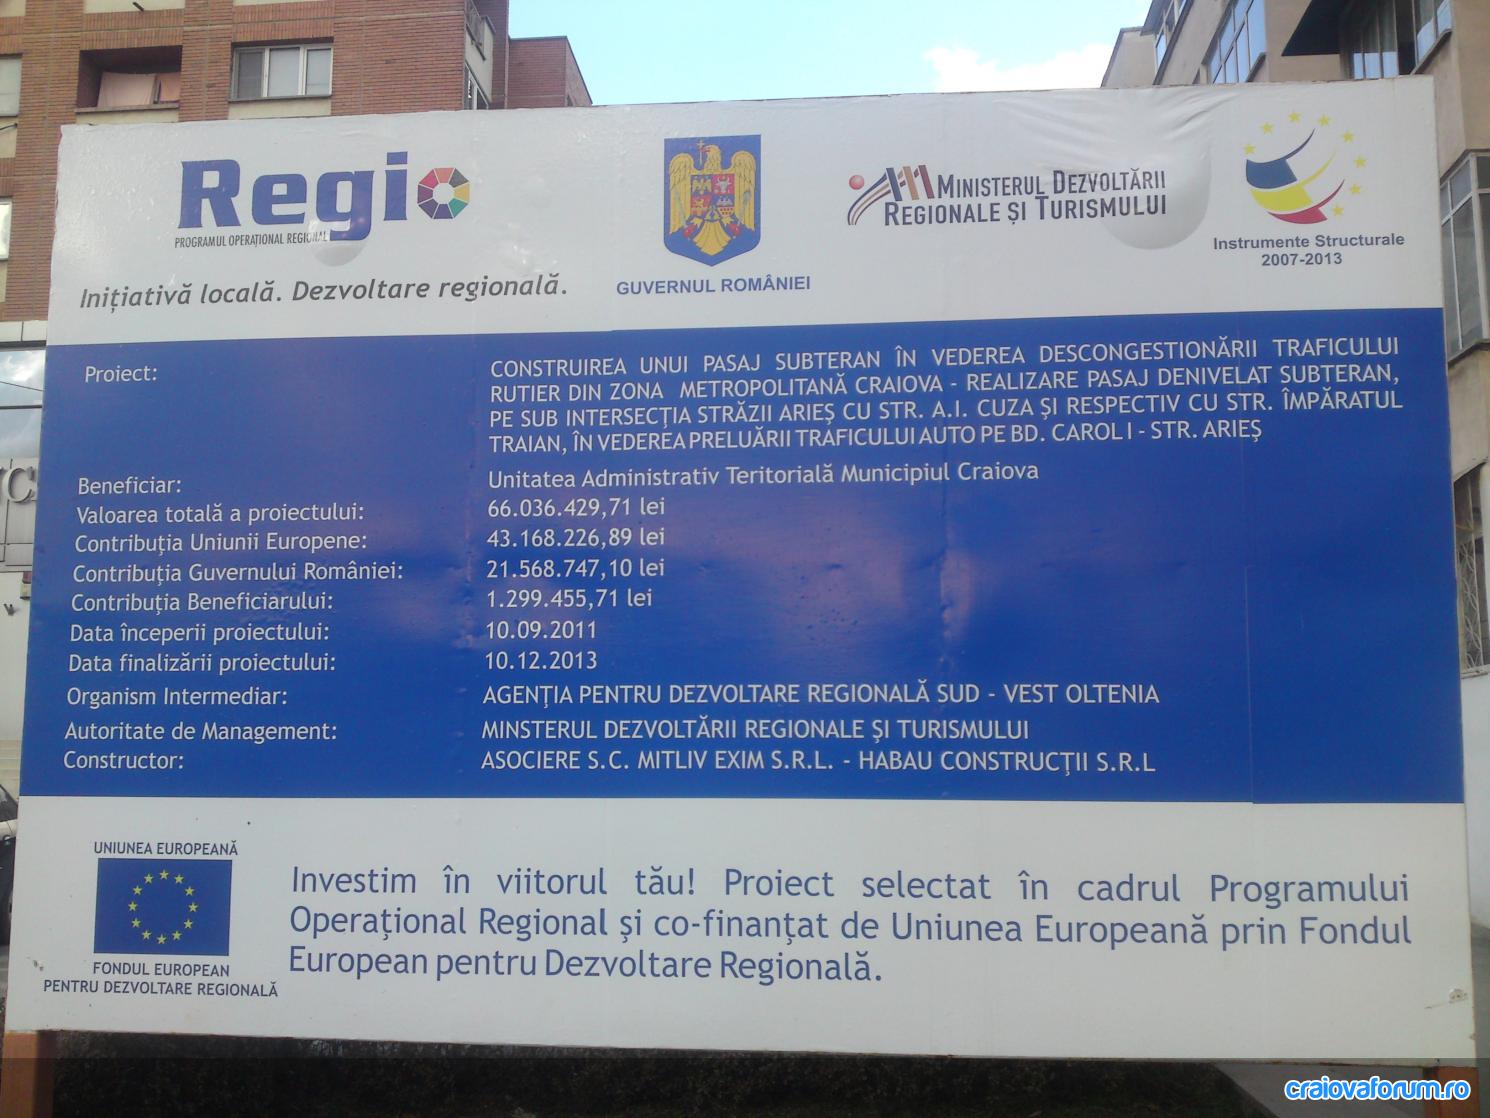 Regio
PROGRAMUL OPERAȚIONAL REGIONAL
Inițiativă locală. Dezvoltare regională.
GUVERNUL ROMÂNIEI
MINISTERUL DEZVOLTĂRII
REGIONALE ȘI TURISMULUI
Instrumente Structurale
2007-2013
Proiect:
CONSTRUIREA UNUI PASAJ SUBTERAN ÎN VEDEREA DESCONGESTIONĂRII TRAFICULUI
RUTIER DIN ZONA METROPOLITANĂ CRAIOVA - REALIZARE PASAJ DENIVELAT SUBTERAN,
PE SUB INTERSECȚIA STRĂZII ARIEȘ CU STR. A.I. CUZA ȘI RESPECTIV CU STR. ÎMPĂRATUL
TRAIAN, ÎN VEDEREA PRELUĂRII TRAFICULUI AUTO PE BD. CAROL I - STR. ARIEȘ
Beneficiar: Unitatea Administrativ Teritorială Municipiul Craiova
Valoarea totală a proiectului: 66.036.429,71 lei
Contribuția Uniunii Europene: 43.168.226,89 lei
Contribuția Guvernului României: 21.568.747,10 lei
Contribuția Beneficiarului: 1.299.455,71 lei
Data începerii proiectului: 10.09.2011
Data finalizării proiectului: 10.12.2013
Organism Intermediar: AGENȚIA PENTRU DEZVOLTARE REGIONALĂ SUD - VEST OLTENIA
Autoritate de Management: MINSTERUL DEZVOLTĂRII REGIONALE ȘI TURISMULUI
Constructor: ASOCIERE S.C. MITLIV EXIM S.R.L. - HABAU CONSTRUCȚII S.R.L
UNIUNEA EUROPEANĂ
FONDUL EUROPEAN
PENTRU DEZVOLTARE REGIONALĂ
Investim în viitorul tău! Proiect selectat în cadrul Programului
Operațional Regional și co-finanțat de Uniunea Europeană prin Fondul
European pentru Dezvoltare Regională.
craiovaforum.ro